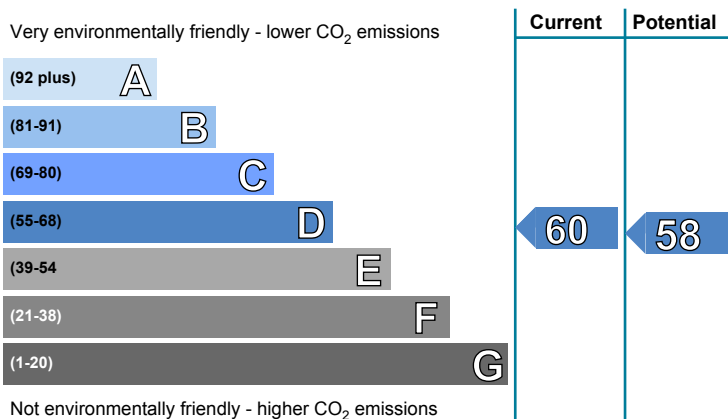 Current Potential
Very environmentally friendly - lower CO2 emissions
(92 plus) A
(81-91) B
(69-80) C
(55-68) D 60 58
(39-54 E
(21-38) F
(1-20) G
Not environmentally friendly - higher CO2 emissions